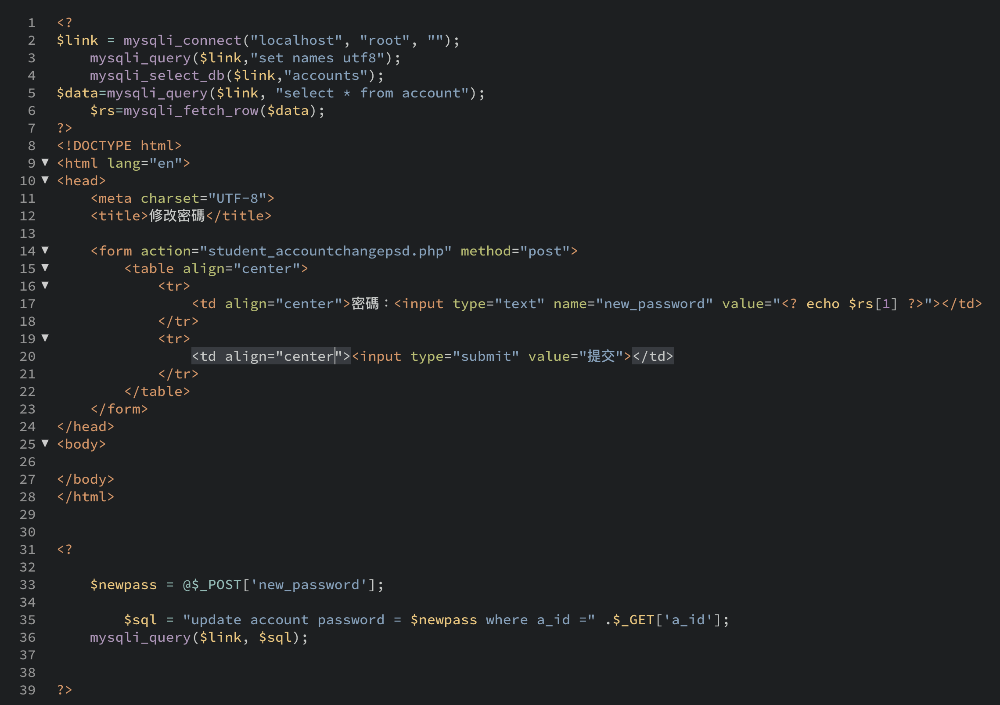 1 <?
2 $link = mysqli_connect("localhost", "root", "");
3     mysqli_query($link,"set names utf8");
4     mysqli_select_db($link,"accounts");
5 $data=mysqli_query($link, "select * from account");
6     $rs=mysqli_fetch_row($data);
7 ?>
8 <!DOCTYPE html>
9 ▼ <html lang="en">
10 ▼ <head>
11     <meta charset="UTF-8">
12     <title>修改密碼</title>
13
14 ▼     <form action="student_accountchangepsd.php" method="post">
15 ▼         <table align="center">
16 ▼             <tr>
17                 <td align="center">密碼：<input type="text" name="new_password" value="<? echo $rs[1] ?>"></td>
18             </tr>
19 ▼             <tr>
20                 <td align="center"><input type="submit" value="提交"></td>
21             </tr>
22         </table>
23     </form>
24 </head>
25 ▼ <body>
26
27 </body>
28 </html>
29
30
31 <?
32
33     $newpass = @$_POST['new_password'];
34
35         $sql = "update account password = $newpass where a_id =" .$_GET['a_id'];
36     mysqli_query($link, $sql);
37
38
39 ?>